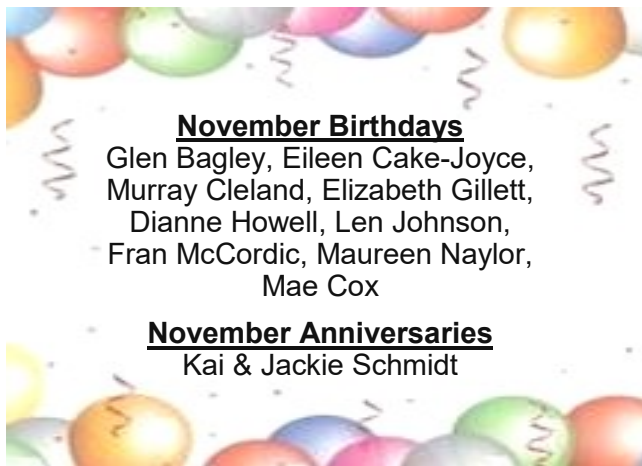 November Birthdays
Glen Bagley, Eileen Cake-Joyce,
Murray Cleland, Elizabeth Gillett,
Dianne Howell, Len Johnson,
Fran McCordic, Maureen Naylor,
Mae Cox
November Anniversaries
Kai & Jackie Schmidt